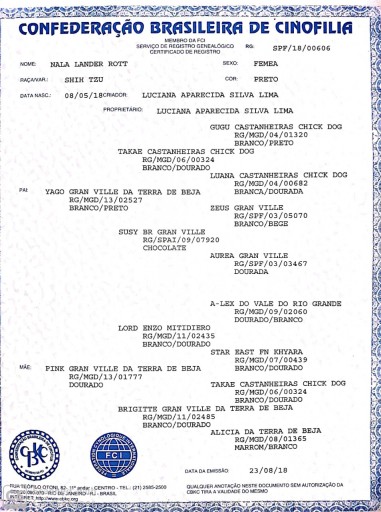 CONFEDERAÇÃO BRASILEIRA DE CINOFILIA
MEMBRO DA FCI
SERVIÇO DE REGISTRO GENEALÓGICO
CERTIFICADO DE REGISTRO
RG: SPF/18/00606
NOME: NALA LANDER ROTT SEXO: FEMEA
RAÇA/VAR.: SHIH TZU COR: PRETO
DATA NASC.: 08/05/18 CRIADOR: LUCIANA APARECIDA SILVA LIMA
PROPRIETÁRIO: LUCIANA APARECIDA SILVA LIMA
GUGU CASTANHEIRAS CHICK DOG
RG/MGD/04/01320
BRANCO/PRETO
TAKAE CASTANHEIRAS CHICK DOG
RG/MGD/06/00324
BRANCO/DOURADO
LUANA CASTANHEIRAS CHICK DOG
RG/MGD/04/00682
BRANCA/DOURADA
PAI: YAGO GRAN VILLE DA TERRA DE BEJA
RG/MGD/13/02527
BRANCO/PRETO
ZEUS GRAN VILLE
RG/SPF/03/05070
BRANCO/BEGE
SUSY BR GRAN VILLE
RG/SPAI/09/07920
CHOCOLATE
AUREA GRAN VILLE
RG/SPF/03/03467
DOURADA
A-LEX DO VALE DO RIO GRANDE
RG/MGD/09/02060
DOURADO/BRANCO
LORD ENZO MITIDIERO
RG/MGD/11/02435
BRANCO/DOURADO
STAR EAST FN KHYARA
RG/MGD/07/00439
BRANCO/DOURADO
MÃE: PINK GRAN VILLE DA TERRA DE BEJA
RG/MGD/13/01777
DOURADO
TAKAE CASTANHEIRAS CHICK DOG
RG/MGD/06/00324
BRANCO/DOURADO
BRIGITTE GRAN VILLE DA TERRA DE BEJA
RG/MGD/11/02485
BRANCO/DOURADO
ALICIA DA TERRA DE BEJA
RG/MGD/08/01365
MARROM/BRANCO
CBKC
FCI
DATA DA EMISSÃO 23/08/18
RUA TEÓFILO OTONI, 82- 11º andar - CENTRO - TEL: (21) 2585-2500
- RIO DE JANEIRO - RJ - BRASIL
INTERNET: http://www.cbkc.org
QUALQUER ANOTAÇÃO NESTE DOCUMENTO SEM AUTORIZAÇÃO DA
CBKC TIRA A VALIDADE DO MESMO